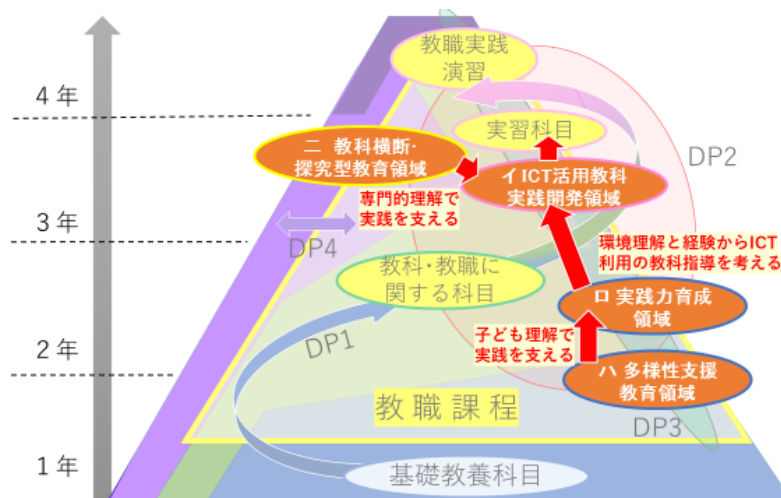 教職実践
演習
4 年
実習科目
二 教科横断・
探究型教育領域
DP2
イ ICT活用教科
実践開発領域
専門的理解で
実践を支える
3 年
DP4
環境理解と経験からICT
利用の教科指導を考える
教科・教職に
関する科目
ロ 実践力育成
領域
DP1
子ども理解で
実践を支える
2 年
ハ 多様性支援
教育領域
教 職 課 程
DP3
1 年
基礎教養科目